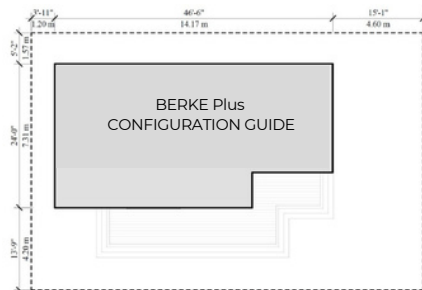 3'-11"
46'-6"
15'-1"
1.20 m
14.17 m
4.60 m
5'-2"
1.57 m
BERKE Plus
CONFIGURATION GUIDE
24'-0"
7.31 m
13'-9"
4.20 m